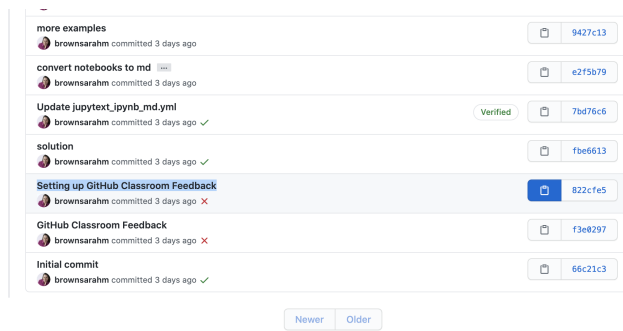 more examples
9427c13
brownsarahm committed 3 days ago
convert notebooks to md ...
e2f5b79
brownsarahm committed 3 days ago
Update jupytext_ipynb_md.yml
Verified 7bd76c6
brownsarahm committed 3 days ago
solution
fbe6613
brownsarahm committed 3 days ago
Setting up GitHub Classroom Feedback
822cfe5
brownsarahm committed 3 days ago
GitHub Classroom Feedback
f3e0297
brownsarahm committed 3 days ago
Initial commit
66c21c3
brownsarahm committed 3 days ago
Newer Older